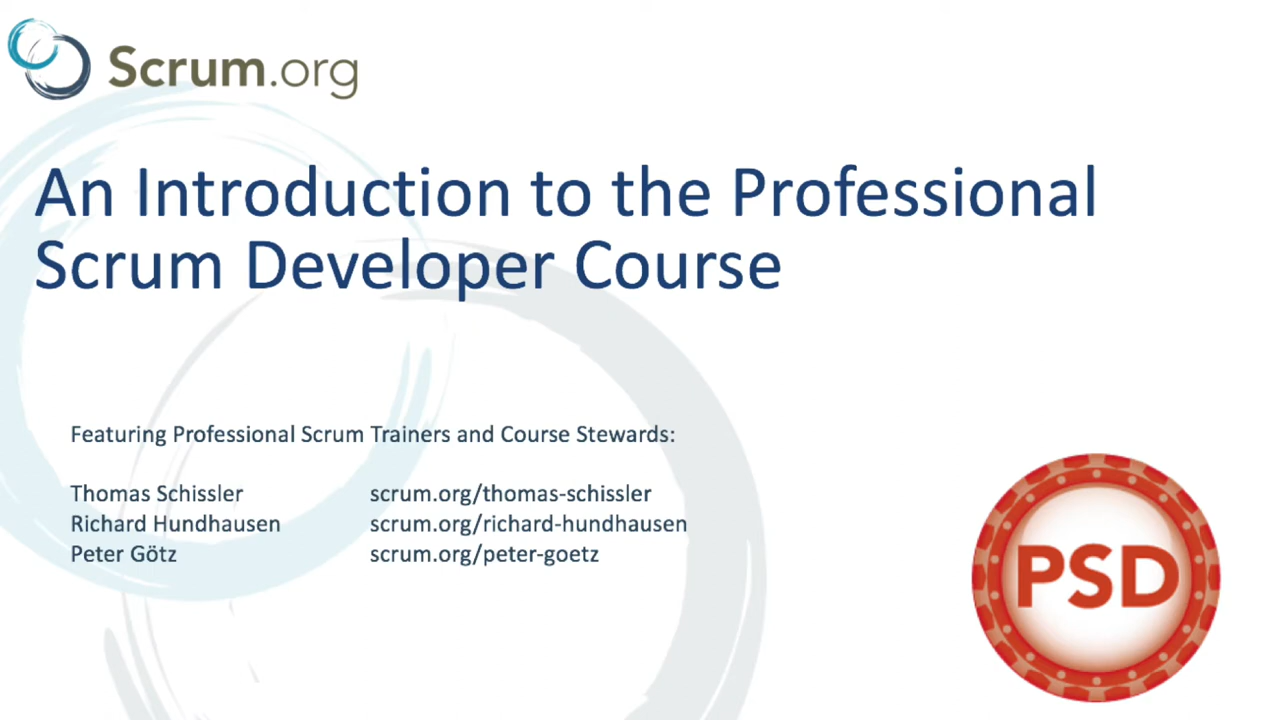 Scrum.org
An Introduction to the Professional
Scrum Developer Course
Featuring Professional Scrum Trainers and Course Stewards:
Thomas Schissler scrum.org/thomas-schissler
Richard Hundhausen scrum.org/richard-hundhausen
Peter Götz scrum.org/peter-goetz
PSD